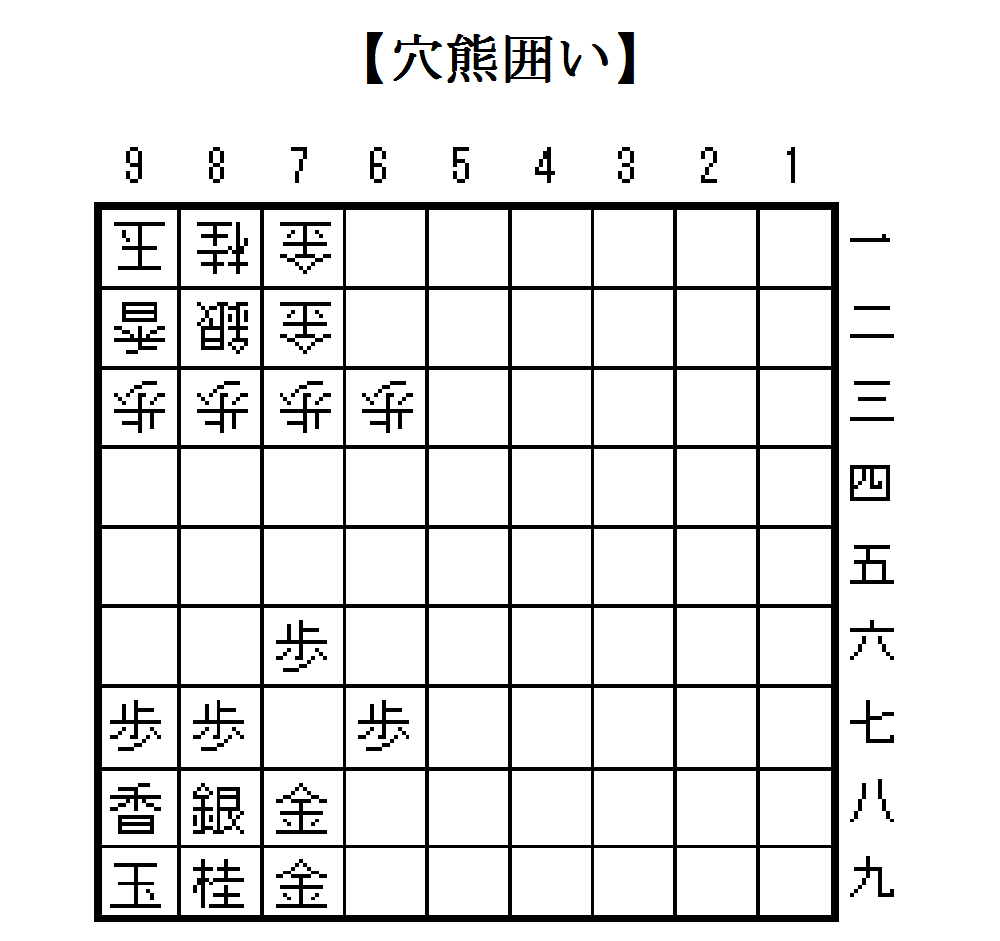 【穴熊囲い】
9 8 7 6 5 4 3 2 1
玉 桂 金 一
香 銀 金 二
歩 歩 歩 歩 三
四
五
歩 六
歩 歩 歩 七
香 銀 金 八
玉 桂 金 九